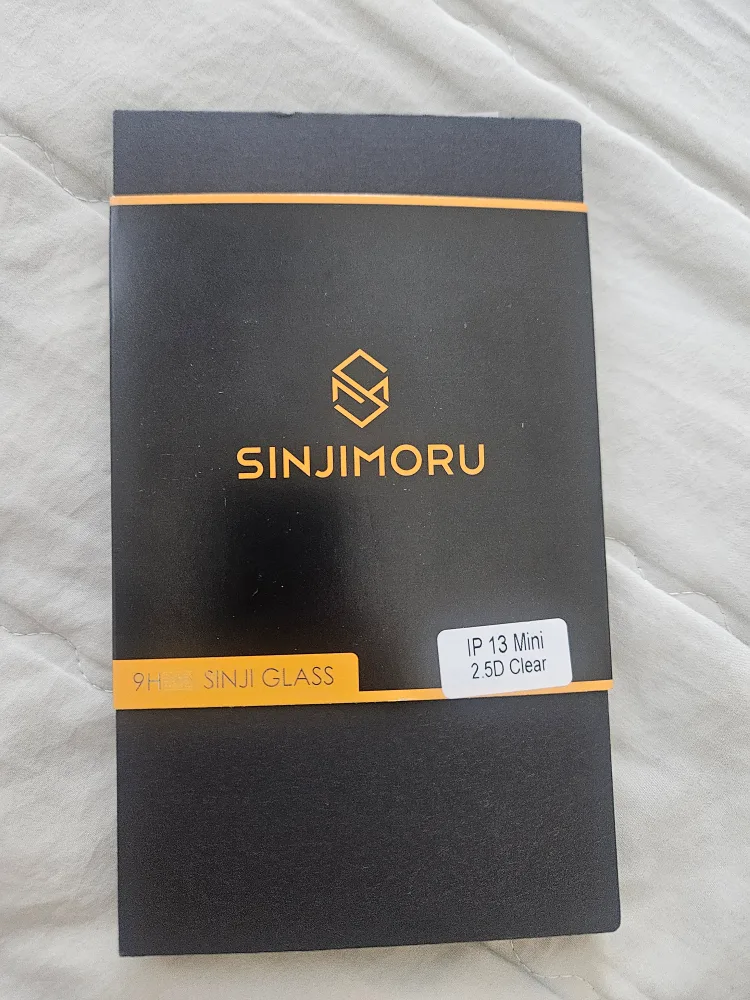 SINJIMORU
9H SINJI GLASS
IP 13 Mini
2.5D Clear